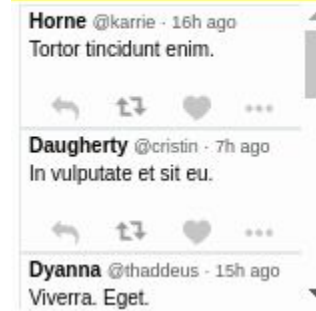 Horne @karrie · 16h ago
Tortor tincidunt enim.
Daugherty @cristin · 7h ago
In vulputate et sit eu.
Dyanna @thaddeus · 15h ago
Viverra. Eget.